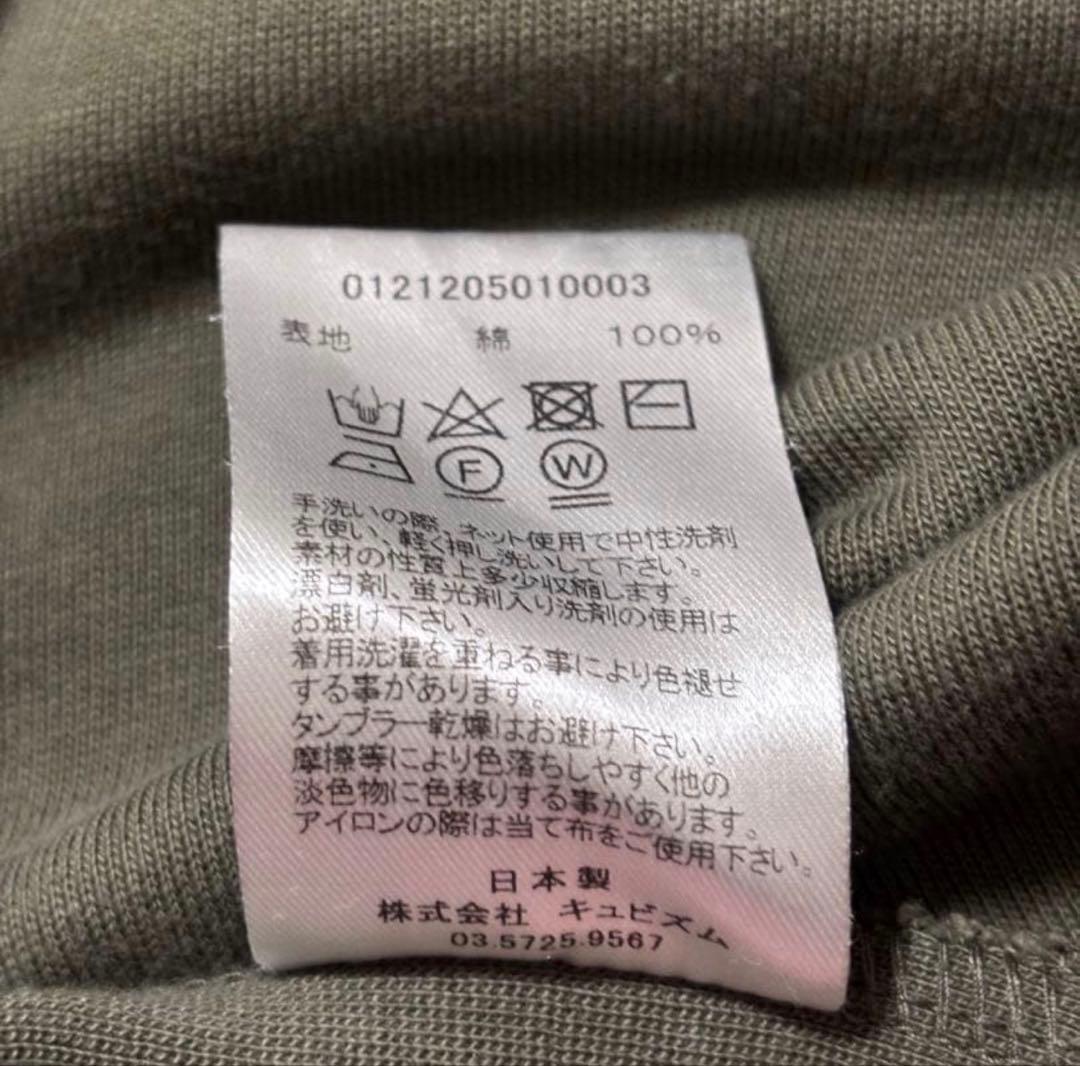 0121205010003
表地 綿 100%
F W
手洗いの際、ネット使用で中性洗剤
を使い、軽く押し洗いして下さい。
素材の性質上多少収縮します。
漂白剤、蛍光剤入り洗剤の使用は
お避け下さい。
着用洗濯を重ねる事により色褪せ
する事があります。
タンブラー乾燥はお避け下さい。
摩擦等により色落ちしやすく他の
淡色物に色移りする事があります。
アイロンの際は当て布をご使用下さい。
日本製
株式会社 キュビズム
03.5725.9567